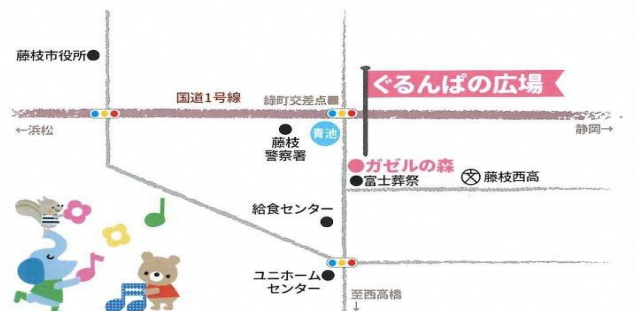 藤枝市役所
ぐるんぱの広場
国道1号線
緑町交差点
←浜松
静岡→
藤枝
警察署
青池
ガゼルの森
富士葬祭
文
藤枝西高
給食センター
ユニホーム
センター
至西高橋
↓